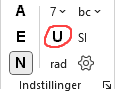 A 7 bc
E U SI
N rad
Indstillinger